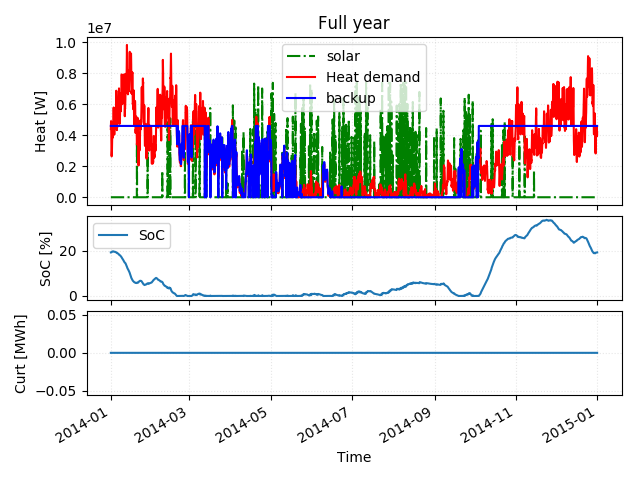 Full year
1e7
1.0
0.8
0.6
0.4
0.2
0.0
Heat [W]
solar
Heat demand
backup
20
0
SoC [%]
SoC
0.05
0.00
−0.05
Curt [MWh]
2014-01
2014-03
2014-05
2014-07
2014-09
2014-11
2015-01
Time